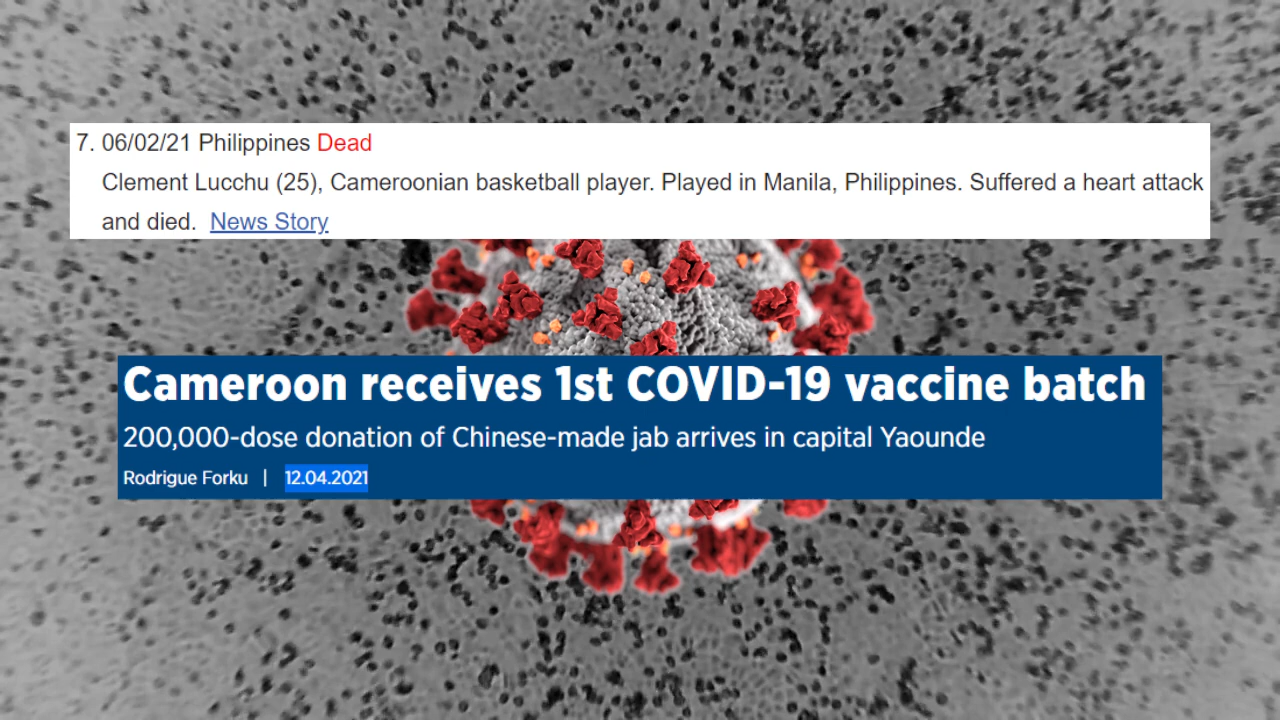 7. 06/02/21 Philippines Dead
Clement Lucchu (25), Cameroonian basketball player. Played in Manila, Philippines. Suffered a heart attack
and died. News Story
Cameroon receives 1st COVID-19 vaccine batch
200,000-dose donation of Chinese-made jab arrives in capital Yaounde
Rodrigue Forku | 12.04.2021